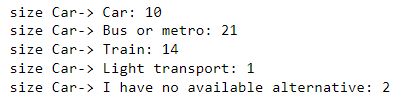 size Car-> Car: 10
size Car-> Bus or metro: 21
size Car-> Train: 14
size Car-> Light transport: 1
size Car-> I have no available alternative: 2